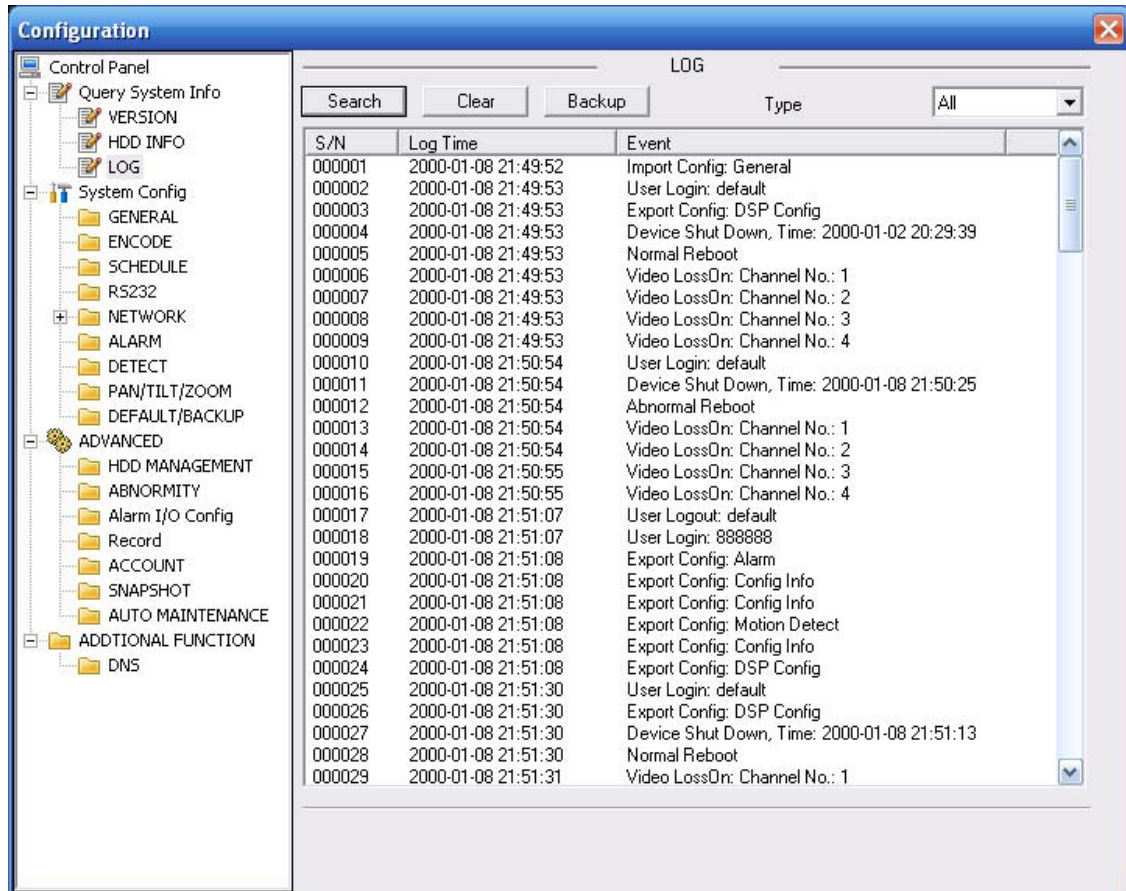 Configuration
Control Panel
Query System Info
VERSION
HDD INFO
LOG
System Config
GENERAL
ENCODE
SCHEDULE
RS232
NETWORK
ALARM
DETECT
PAN/TILT/ZOOM
DEFAULT/BACKUP
ADVANCED
HDD MANAGEMENT
ABNORMITY
Alarm I/O Config
Record
ACCOUNT
SNAPSHOT
AUTO MAINTENANCE
ADDTIONAL FUNCTION
DNS
LOG
Search Clear Backup Type All
S/N Log Time Event
000001 2000-01-08 21:49:52 Import Config: General
000002 2000-01-08 21:49:53 User Login: default
000003 2000-01-08 21:49:53 Export Config: DSP Config
000004 2000-01-08 21:49:53 Device Shut Down, Time: 2000-01-02 20:29:39
000005 2000-01-08 21:49:53 Normal Reboot
000006 2000-01-08 21:49:53 Video LossOn: Channel No.: 1
000007 2000-01-08 21:49:53 Video LossOn: Channel No.: 2
000008 2000-01-08 21:49:53 Video LossOn: Channel No.: 3
000009 2000-01-08 21:49:53 Video LossOn: Channel No.: 4
000010 2000-01-08 21:50:54 User Login: default
000011 2000-01-08 21:50:54 Device Shut Down, Time: 2000-01-08 21:50:25
000012 2000-01-08 21:50:54 Abnormal Reboot
000013 2000-01-08 21:50:54 Video LossOn: Channel No.: 1
000014 2000-01-08 21:50:54 Video LossOn: Channel No.: 2
000015 2000-01-08 21:50:55 Video LossOn: Channel No.: 3
000016 2000-01-08 21:50:55 Video LossOn: Channel No.: 4
000017 2000-01-08 21:51:07 User Logout: default
000018 2000-01-08 21:51:07 User Login: 888888
000019 2000-01-08 21:51:08 Export Config: Alarm
000020 2000-01-08 21:51:08 Export Config: Config Info
000021 2000-01-08 21:51:08 Export Config: Config Info
000022 2000-01-08 21:51:08 Export Config: Motion Detect
000023 2000-01-08 21:51:08 Export Config: Config Info
000024 2000-01-08 21:51:08 Export Config: DSP Config
000025 2000-01-08 21:51:30 User Login: default
000026 2000-01-08 21:51:30 Export Config: DSP Config
000027 2000-01-08 21:51:30 Device Shut Down, Time: 2000-01-08 21:51:13
000028 2000-01-08 21:51:30 Normal Reboot
000029 2000-01-08 21:51:31 Video LossOn: Channel No.: 1